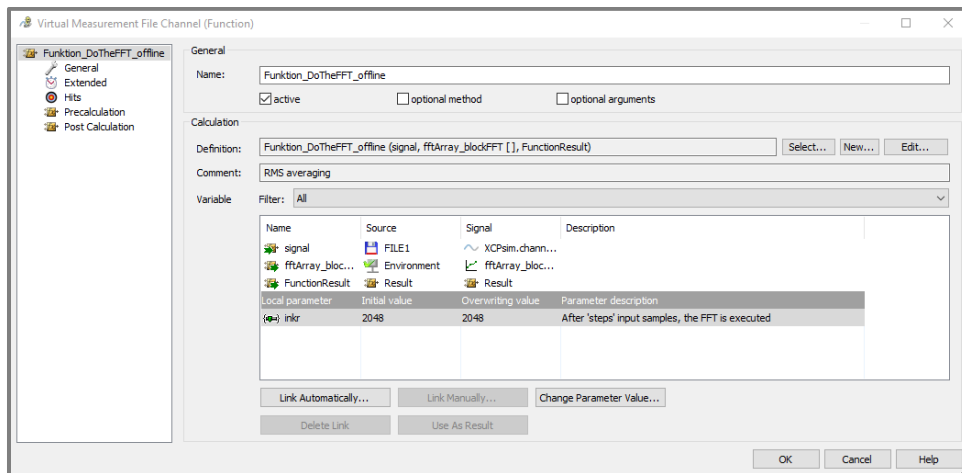 Virtual Measurement File Channel (Function)
Funktion_DoTheFFT_offline
General
Extended
Hits
Precalculation
Post Calculation
General
Name: Funktion_DoTheFFT_offline
active optional method optional arguments
Calculation
Definition: Funktion_DoTheFFT_offline (signal, fftArray_blockFFT [ ], FunctionResult) Select... New... Edit...
Comment: RMS averaging
Variable Filter: All
Name Source Signal Description
signal FILE1 XCPsim.chann...
fftArray_bloc... Environment fftArray_bloc...
FunctionResult Result Result
Local parameter Initial value Overwriting value Parameter description
inkr 2048 2048 After 'steps' input samples, the FFT is executed
Link Automatically... Link Manually... Change Parameter Value...
Delete Link Use As Result
OK Cancel Help